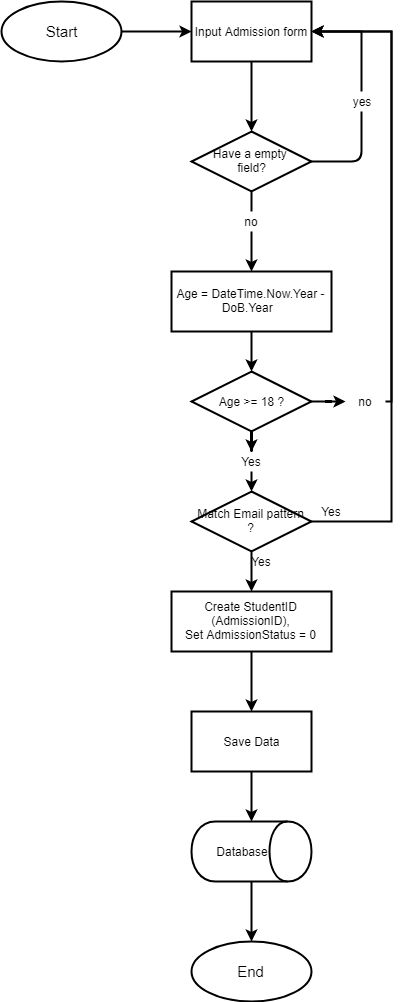 Start
Input Admission form
yes
Have a empty
field?
no
Age = DateTime.Now.Year -
DoB.Year
Age >= 18 ?
no
Yes
Match Email pattern
?
Yes
Yes
Create StudentID
(AdmissionID),
Set AdmissionStatus = 0
Save Data
Database
End